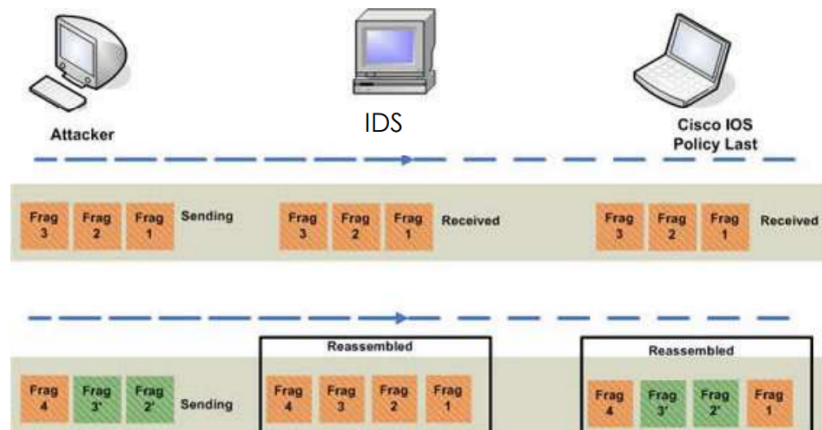 Attacker
IDS
Cisco IOS
Policy Last
Frag 3
Frag 2
Frag 1
Sending
Frag 3
Frag 2
Frag 1
Received
Frag 3
Frag 2
Frag 1
Received
Reassembled
Reassembled
Frag 4
Frag 3'
Frag 2'
Sending
Frag 4
Frag 3
Frag 2
Frag 1
Frag 4
Frag 3'
Frag 2'
Frag 1